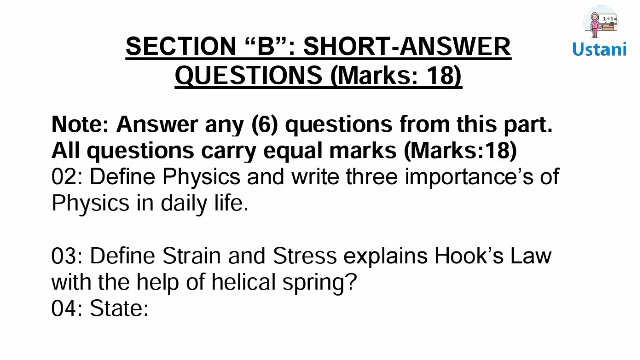 Ustani
SECTION “B”: SHORT-ANSWER
QUESTIONS (Marks: 18)
Note: Answer any (6) questions from this part.
All questions carry equal marks (Marks:18)
02: Define Physics and write three importance’s of
Physics in daily life.
03: Define Strain and Stress explains Hook’s Law
with the help of helical spring?
04: State: